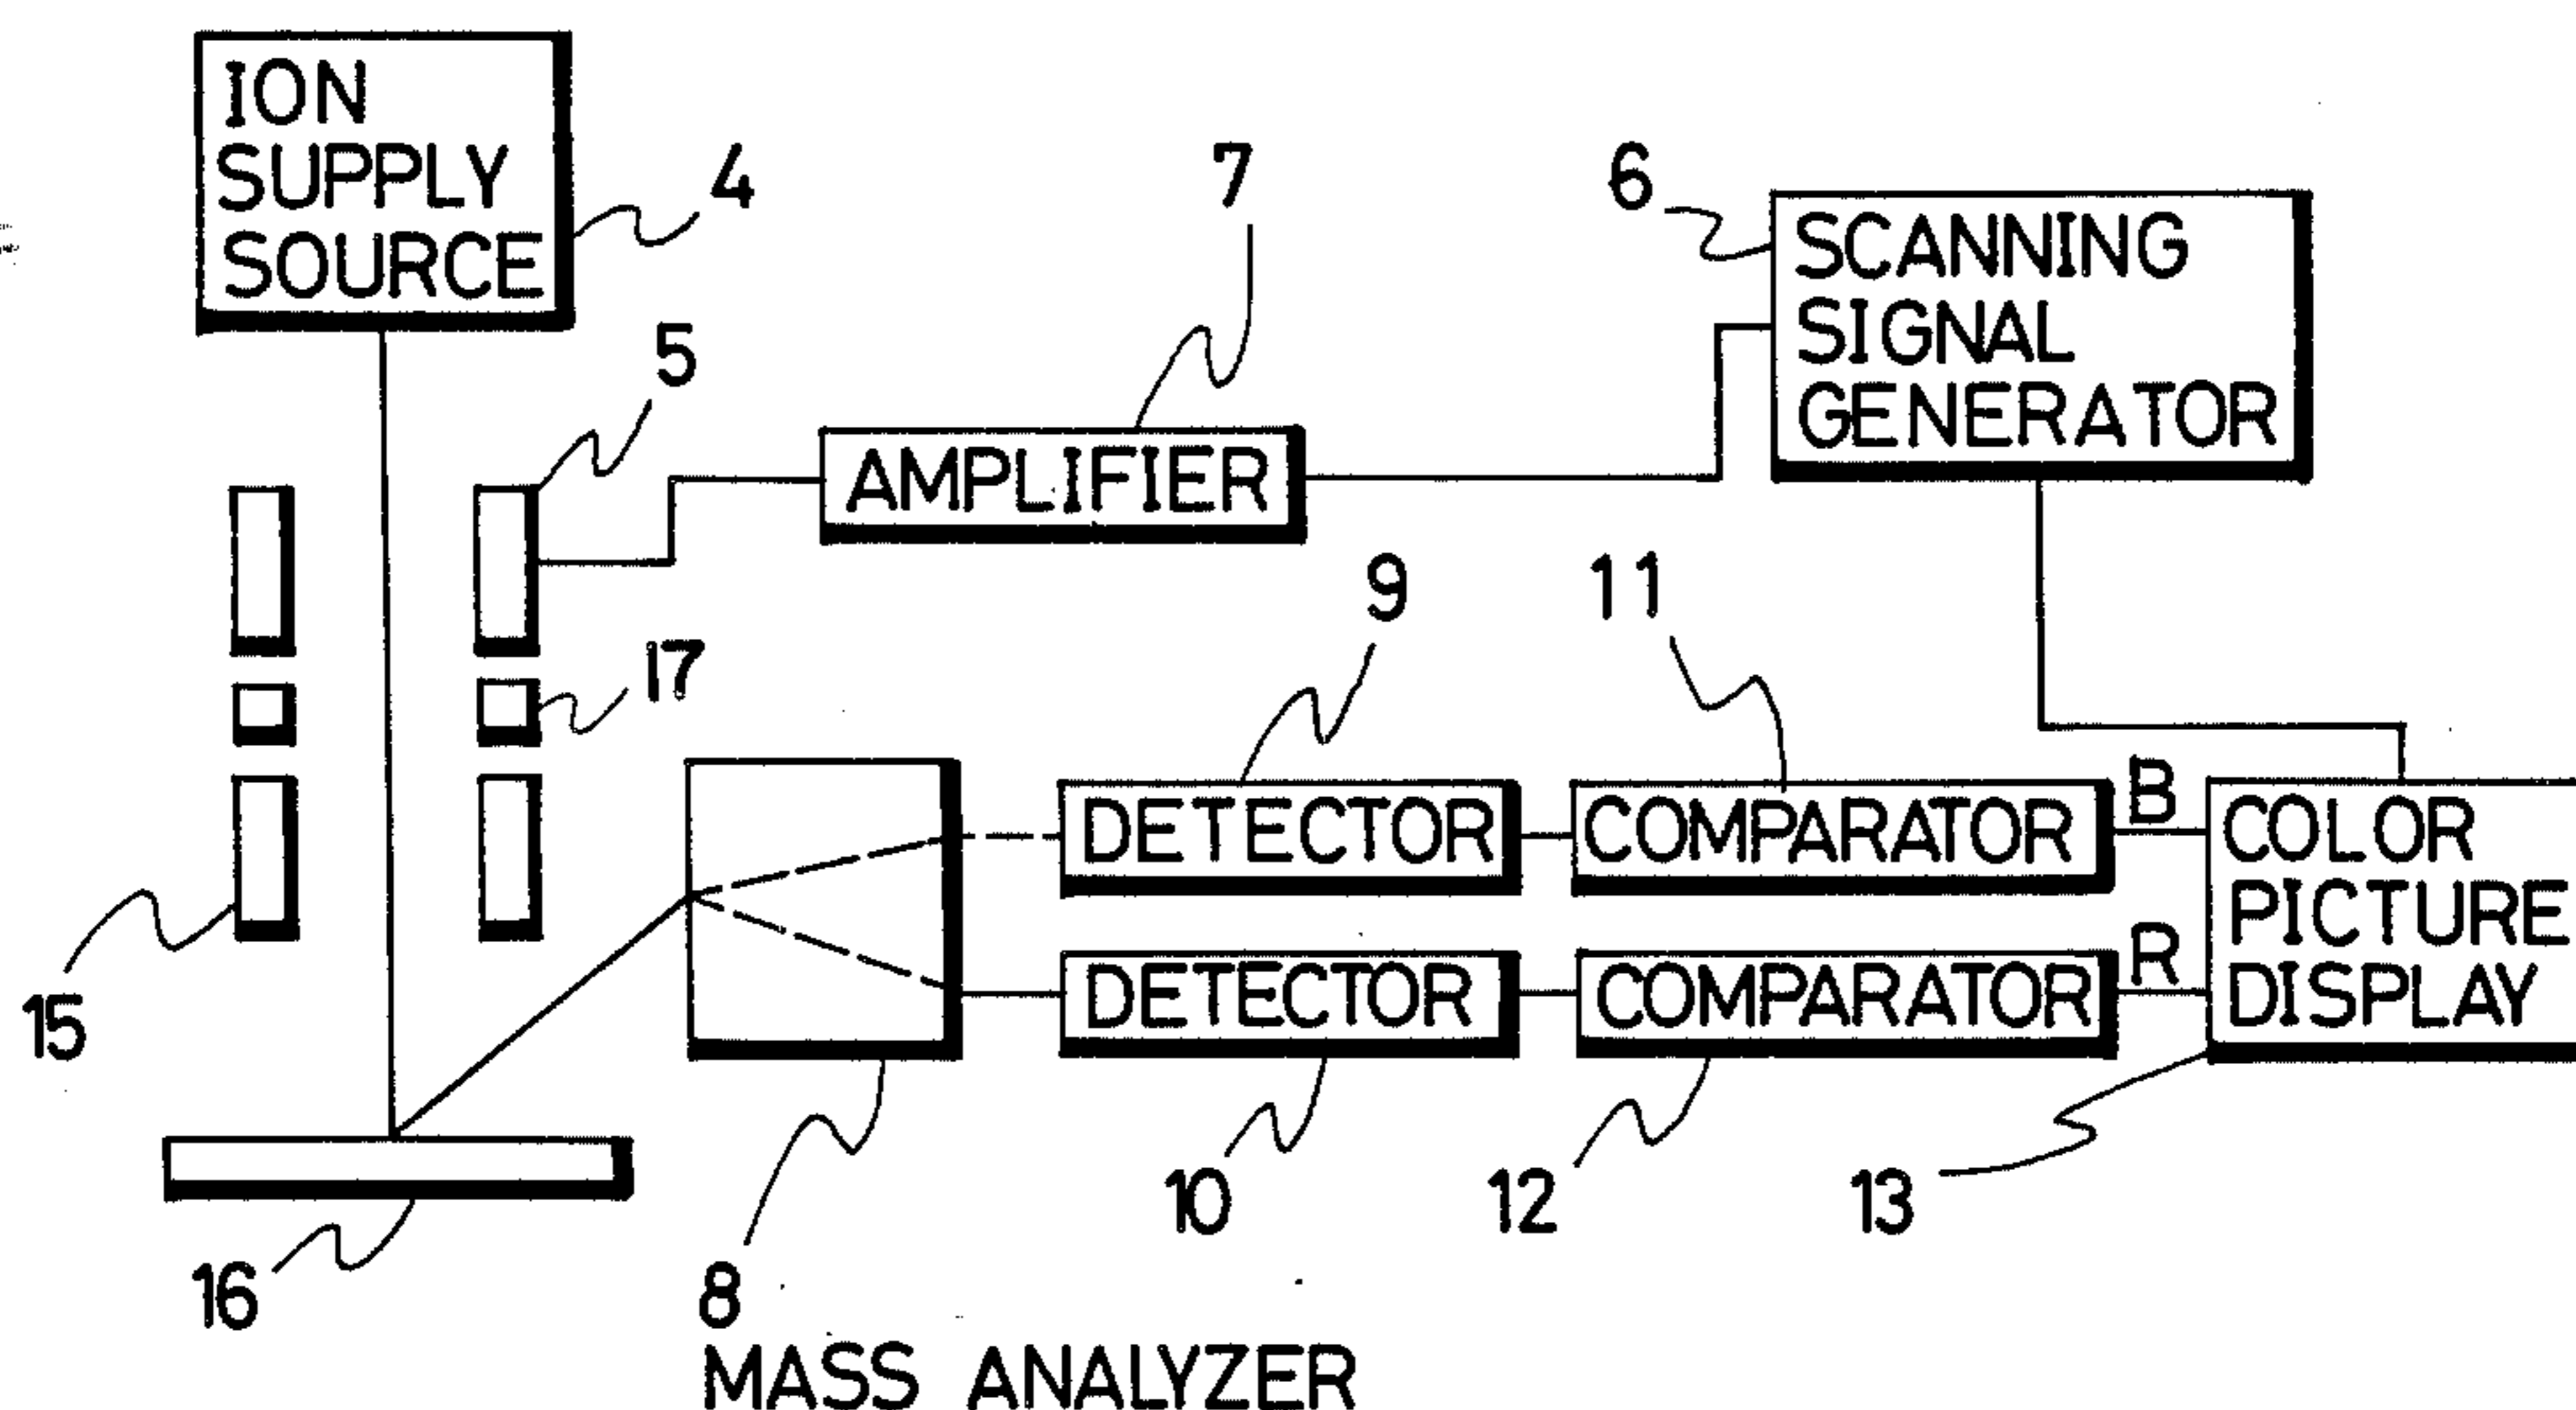 ION
SUPPLY
SOURCE
4
7
6
SCANNING
SIGNAL
GENERATOR
5
AMPLIFIER
17
9
11
DETECTOR
COMPARATOR
B
COLOR
PICTURE
DISPLAY
DETECTOR
COMPARATOR
R
15
16
8
MASS ANALYZER
10
12
13